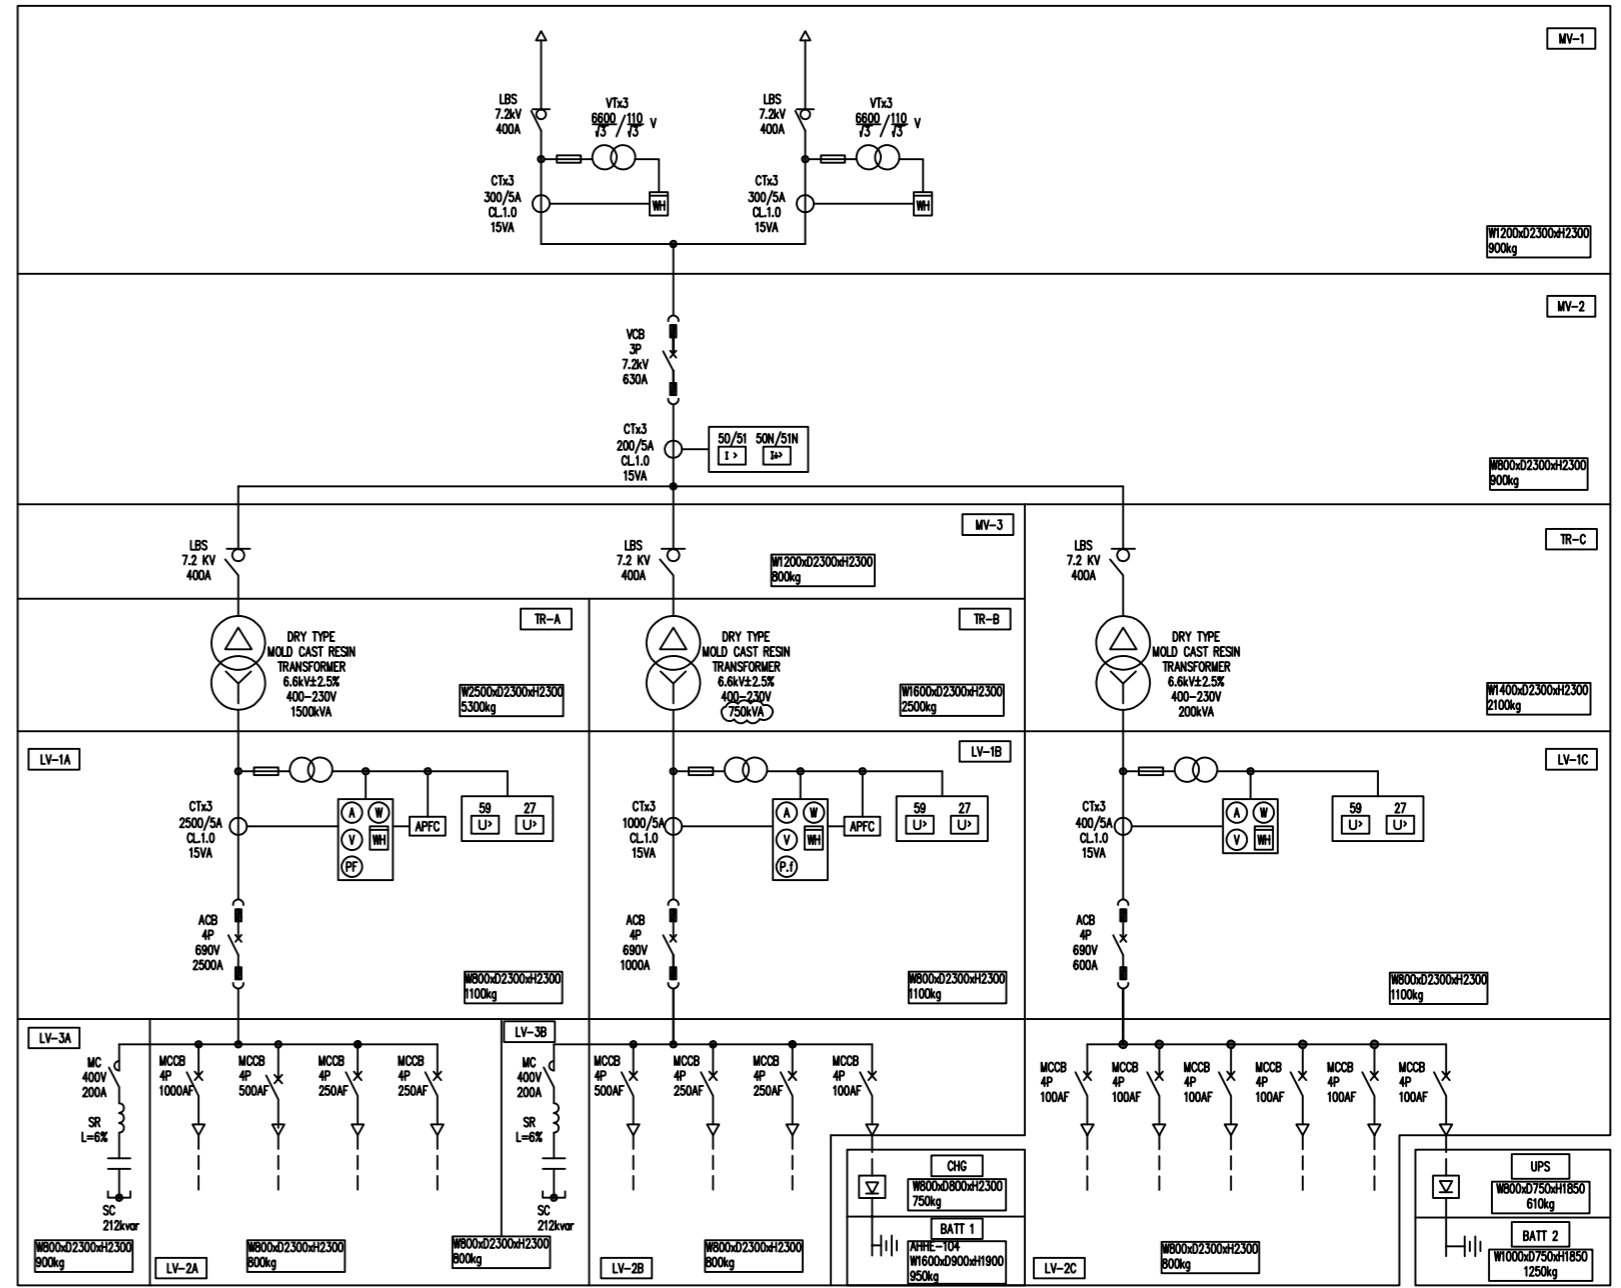 MV-1
LBS
7.2kV
400A
VTx3
6600/√3 / 110/√3 V
CTx3
300/5A
CL.1.0
15VA
WH
LBS
7.2kV
400A
VTx3
6600/√3 / 110/√3 V
CTx3
300/5A
CL.1.0
15VA
WH
W1200xD2300xH2300
900kg
MV-2
VCB
3P
7.2kV
630A
CTx3
200/5A
CL.1.0
15VA
50/51 50N/51N
I >
W800xD2300xH2300
900kg
MV-3
LBS
7.2 KV
400A
LBS
7.2 KV
400A
W1200xD2300xH2300
800kg
TR-C
LBS
7.2 KV
400A
TR-A
DRY TYPE
MOLD CAST RESIN
TRANSFORMER
6.6kV±2.5%
400-230V
1500kVA
W2500xD2300xH2300
5300kg
TR-B
DRY TYPE
MOLD CAST RESIN
TRANSFORMER
6.6kV±2.5%
400-230V
750kVA
W1600xD2300xH2300
2500kg
DRY TYPE
MOLD CAST RESIN
TRANSFORMER
6.6kV±2.5%
400-230V
200kVA
W1400xD2300xH2300
2100kg
LV-1A
CTx3
2500/5A
CL.1.0
15VA
A W
V WH
PF
APFC
59 27
U> U>
ACB
4P
690V
2500A
W800xD2300xH2300
1100kg
LV-1B
CTx3
1000/5A
CL.1.0
15VA
A W
V WH
P.f
APFC
59 27
U> U>
ACB
4P
690V
1000A
W800xD2300xH2300
1100kg
LV-1C
CTx3
400/5A
CL.1.0
15VA
A W
V WH
59 27
U> U>
ACB
4P
690V
600A
W800xD2300xH2300
1100kg
LV-3A
MC
400V
200A
SR
L=6%
SC
212kvar
W800xD2300xH2300
900kg
MCCB
4P
1000AF
MCCB
4P
500AF
MCCB
4P
250AF
MCCB
4P
250AF
LV-2A
W800xD2300xH2300
800kg
LV-3B
MC
400V
200A
SR
L=6%
SC
212kvar
W800xD2300xH2300
800kg
MCCB
4P
500AF
MCCB
4P
250AF
MCCB
4P
250AF
MCCB
4P
100AF
LV-2B
W800xD2300xH2300
800kg
CHG
W800xD800xH2300
750kg
BATT 1
AHHE-104
W1600xD900xH1900
950kg
MCCB
4P
100AF
MCCB
4P
100AF
MCCB
4P
100AF
MCCB
4P
100AF
MCCB
4P
100AF
MCCB
4P
100AF
LV-2C
W800xD2300xH2300
800kg
UPS
W800xD750xH1850
610kg
BATT 2
W1000xD750xH1850
1250kg